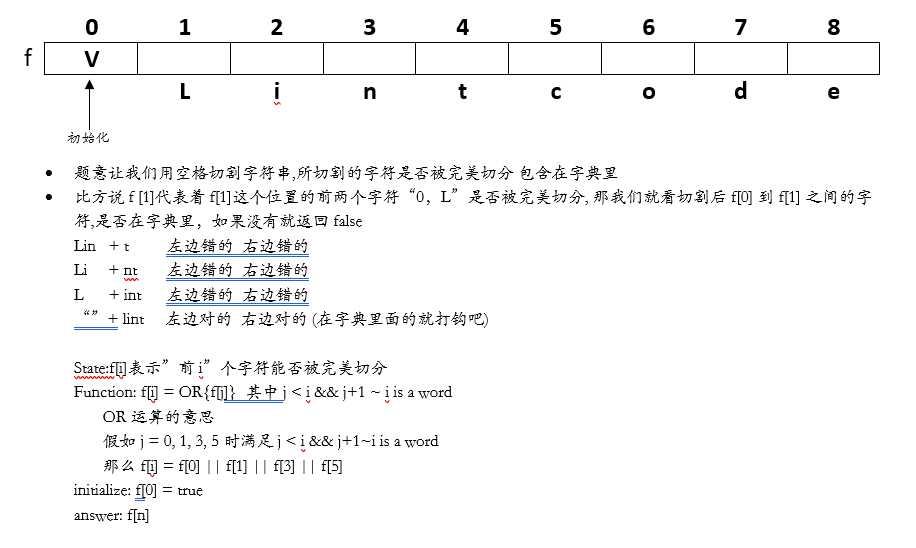 0 1 2 3 4 5 6 7 8
f V
L i n t c o d e
初始化
• 题意让我们用空格切割字符串,所切割的字符是否被完美切分 包含在字典里
• 比方说 f [1]代表着 f[1]这个位置的前两个字符“0，L”是否被完美切分, 那我们就看切割后 f[0] 到 f[1] 之间的字
符,是否在字典里，如果没有就返回 false
Lin + t 左边错的 右边错的
Li + nt 左边错的 右边错的
L + int 左边错的 右边错的
“” + lint 左边对的 右边对的 (在字典里面的就打钩吧)
State:f[i]表示”前 i”个字符能否被完美切分
Function: f[i] = OR{f[j]} 其中 j < i && j+1 ~ i is a word
OR 运算的意思
假如 j = 0, 1, 3, 5 时满足 j < i && j+1~i is a word
那么 f[i] = f[0] || f[1] || f[3] || f[5]
initialize: f[0] = true
answer: f[n]